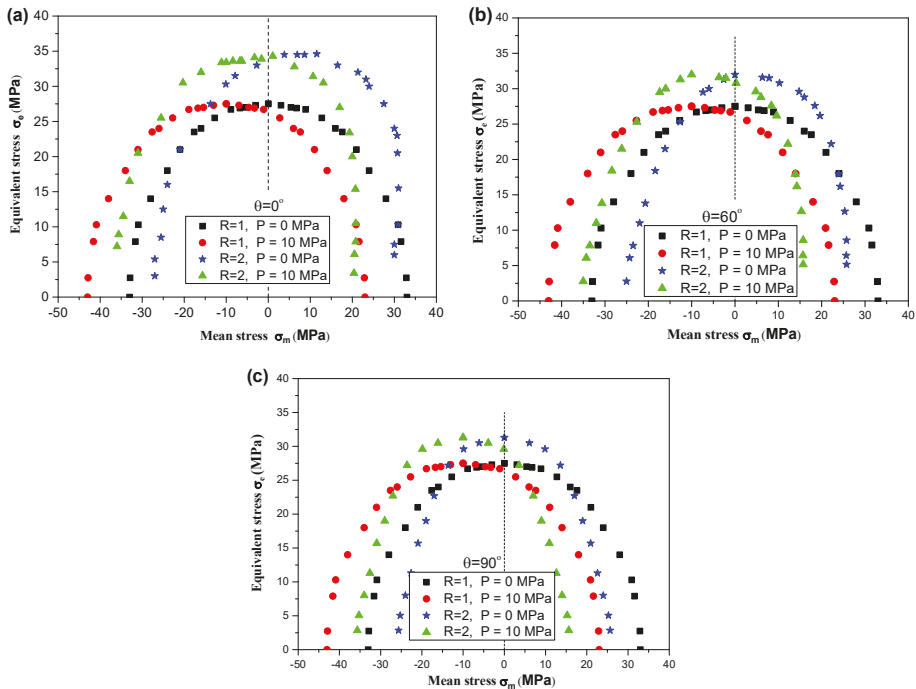 (a)
Equivalent stress σe (MPa)
40
35
30
25
20
15
10
5
0
θ=0°
R=1, P = 0 MPa
R=1, P = 10 MPa
R=2, P = 0 MPa
R=2, P = 10 MPa
-50 -40 -30 -20 -10 0 10 20 30 40
Mean stress σm (MPa)
(b)
Equivalent stress σe (MPa)
40
35
30
25
20
15
10
5
0
θ=60°
R=1, P = 0 MPa
R=1, P = 10 MPa
R=2, P = 0 MPa
R=2, P = 10 MPa
-50 -40 -30 -20 -10 0 10 20 30 40
Mean stress σm (MPa)
(c)
Equivalent stress σe (MPa)
40
35
30
25
20
15
10
5
0
θ=90°
R=1, P = 0 MPa
R=1, P = 10 MPa
R=2, P = 0 MPa
R=2, P = 10 MPa
-50 -40 -30 -20 -10 0 10 20 30 40
Mean stress σm (MPa)